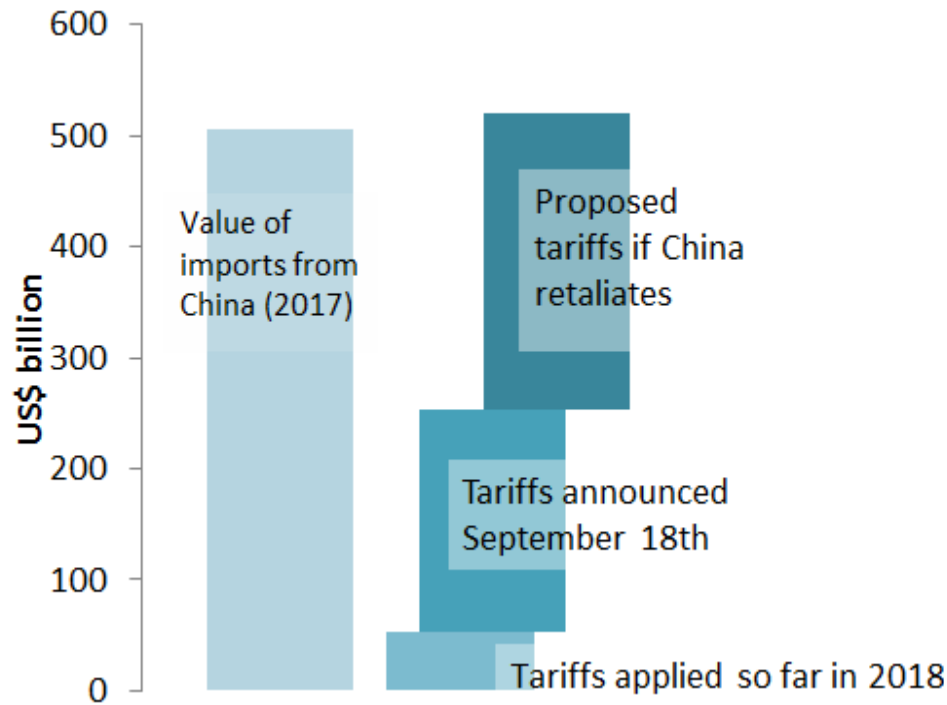 600
500
400
300
200
100
0
US$ billion
Value of
imports from
China (2017)
Proposed
tariffs if China
retaliates
Tariffs announced
September 18th
Tariffs applied so far in 2018